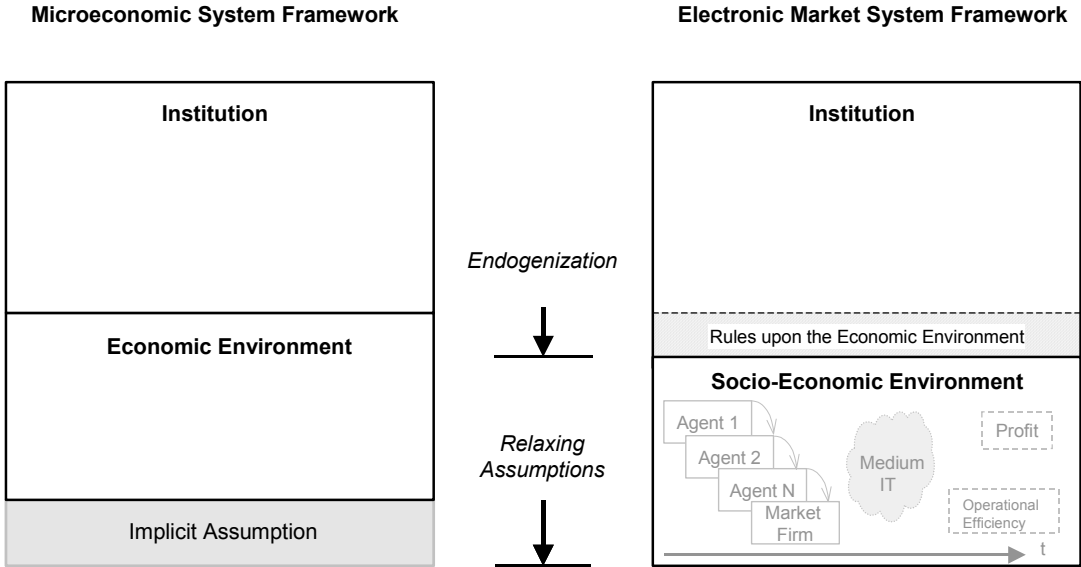 Microeconomic System Framework
Electronic Market System Framework
Institution
Economic Environment
Implicit Assumption
Endogenization
Relaxing
Assumptions
Institution
Rules upon the Economic Environment
Socio-Economic Environment
Agent 1
Agent 2
Agent N
Market
Firm
Medium
IT
Profit
Operational
Efficiency
t